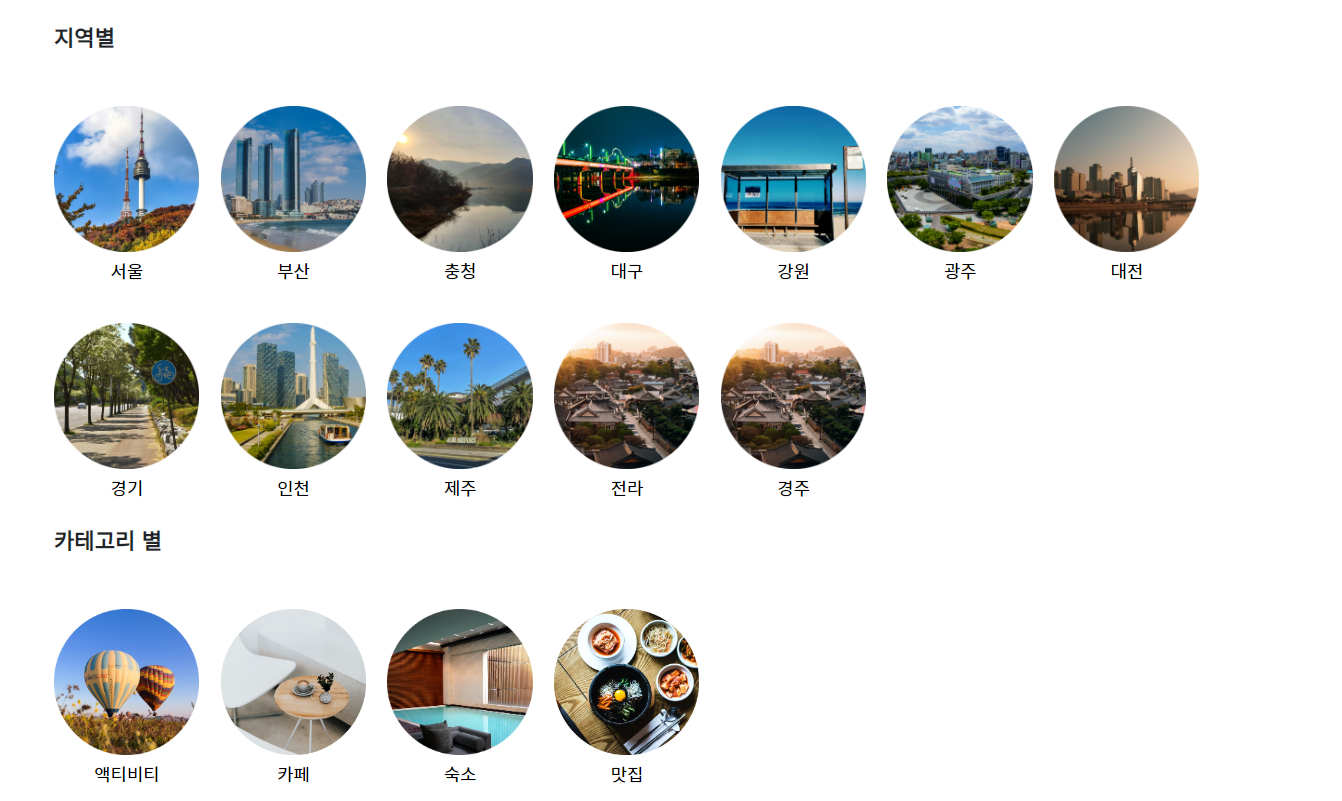 지역별
서울
부산
충청
대구
강원
광주
대전
경기
인천
제주
전라
경주
카테고리 별
액티비티
카페
숙소
맛집